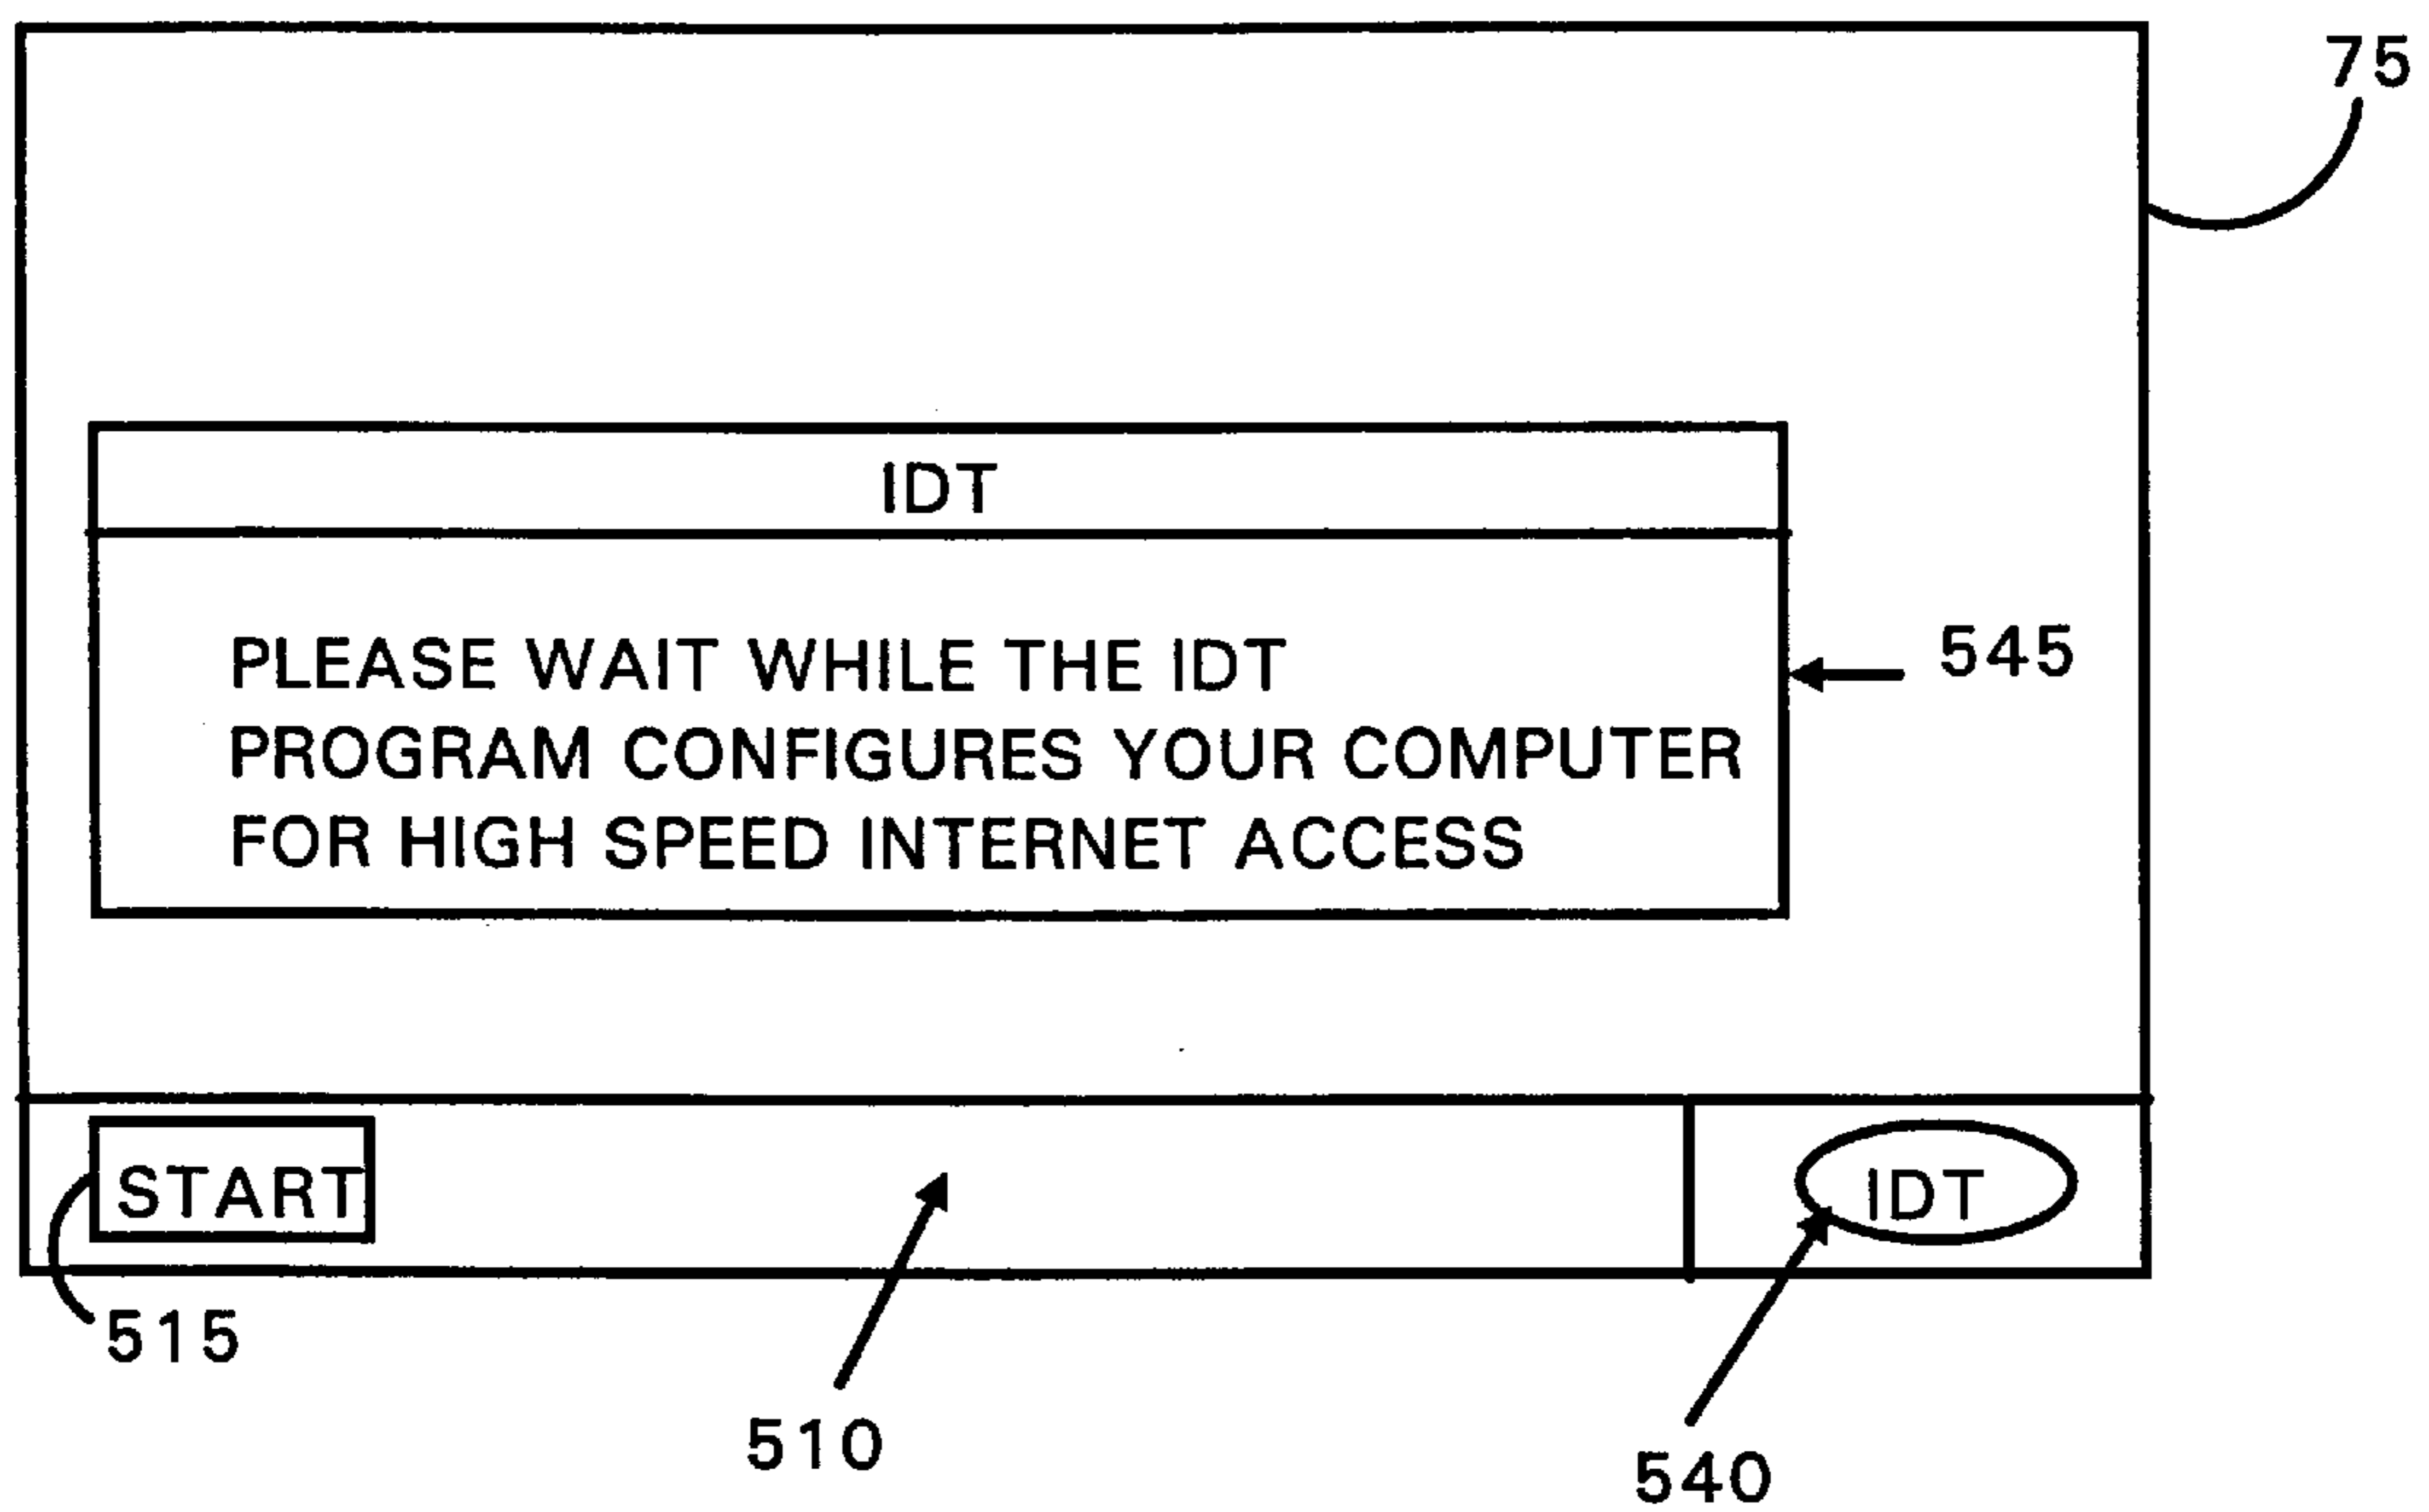 75
IDT
PLEASE WAIT WHILE THE IDT
PROGRAM CONFIGURES YOUR COMPUTER
FOR HIGH SPEED INTERNET ACCESS
545
START
IDT
515
510
540